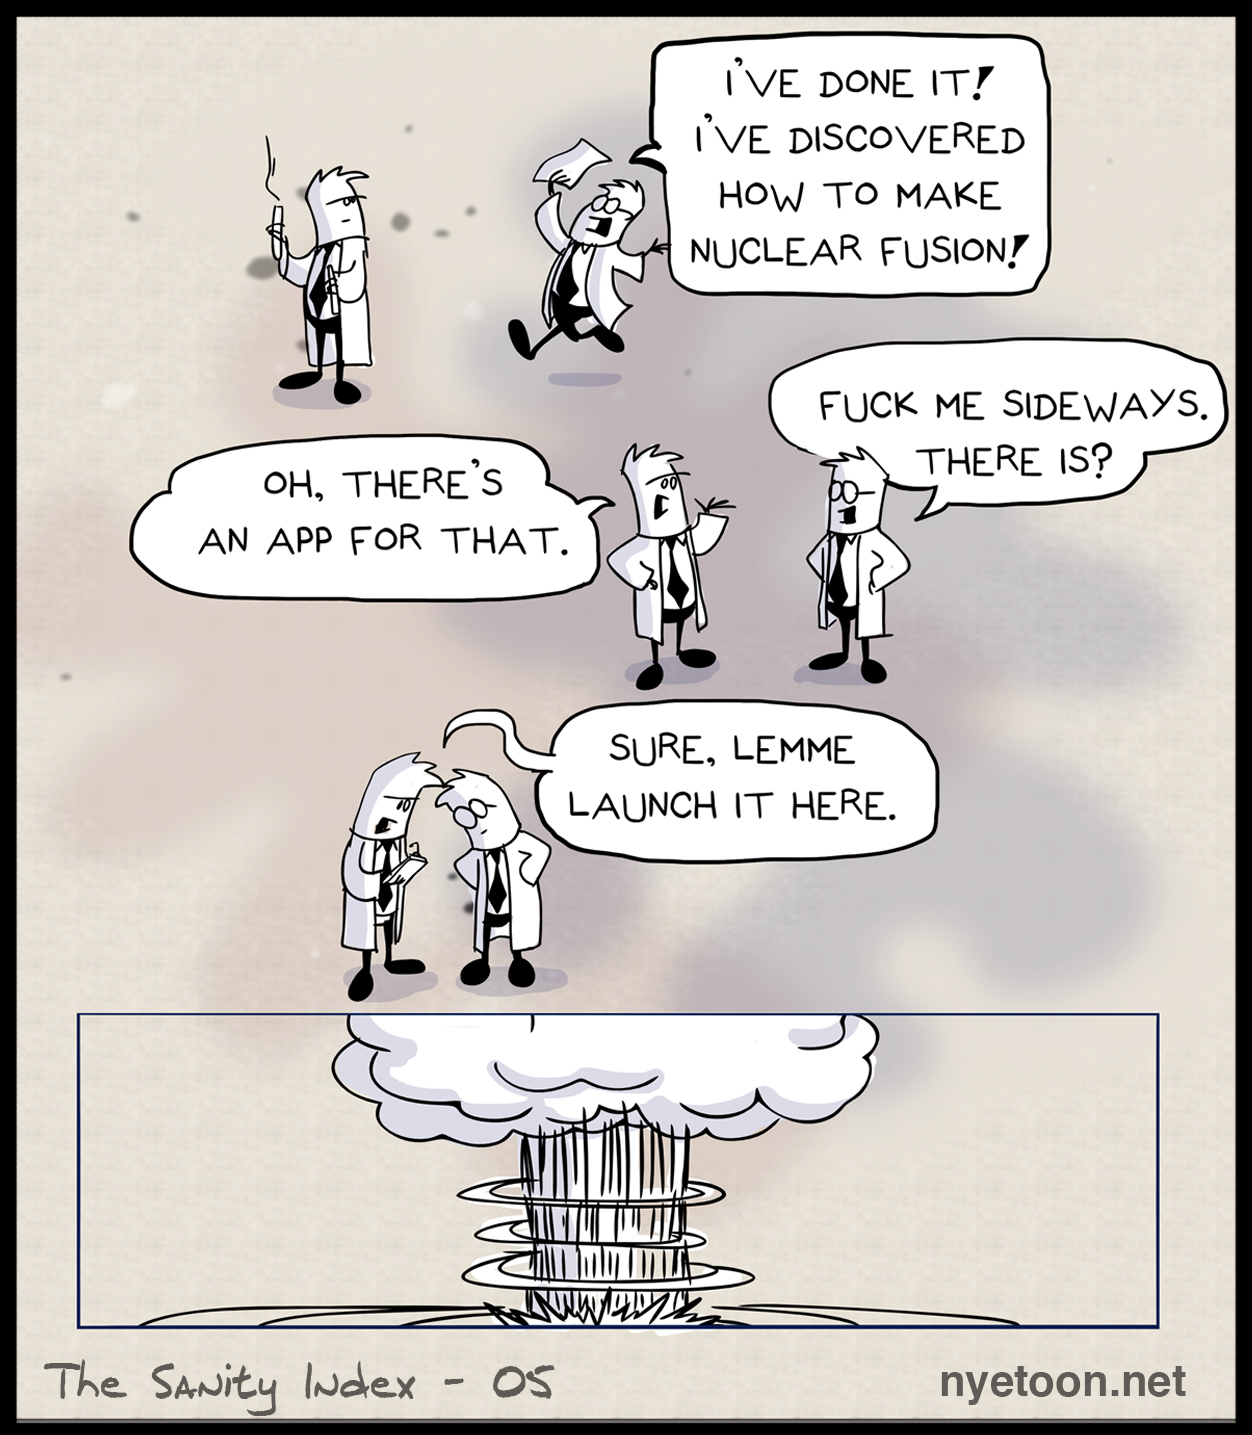 I'VE DONE IT!
I'VE DISCOVERED
HOW TO MAKE
NUCLEAR FUSION!
OH, THERE'S
AN APP FOR THAT.
FUCK ME SIDEWAYS.
THERE IS?
SURE, LEMME
LAUNCH IT HERE.
The Sanity Index - 05
nyetoon.net